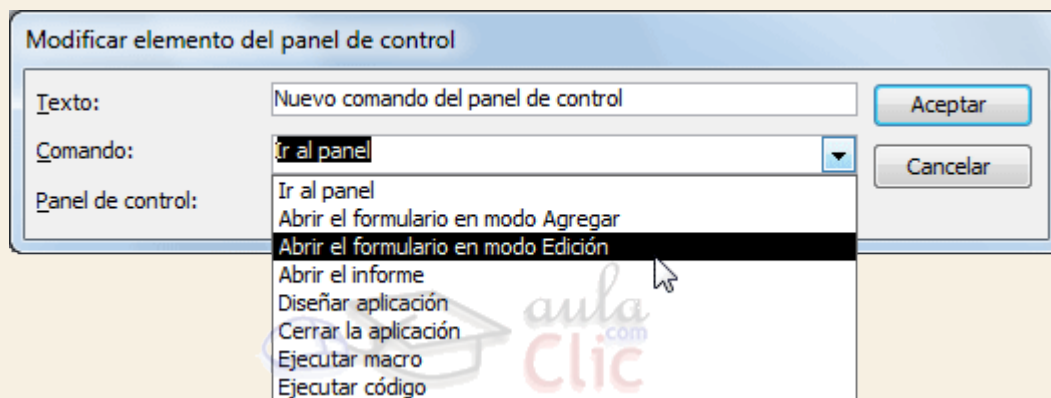 Modificar elemento del panel de control
Texto:
Nuevo comando del panel de control
Aceptar
Comando:
Ir al panel
Cancelar
Panel de control:
Ir al panel
Abrir el formulario en modo Agregar
Abrir el formulario en modo Edición
Abrir el informe
Diseñar aplicación
Cerrar la aplicación
Ejecutar macro
Ejecutar código
aula
.com
Clic